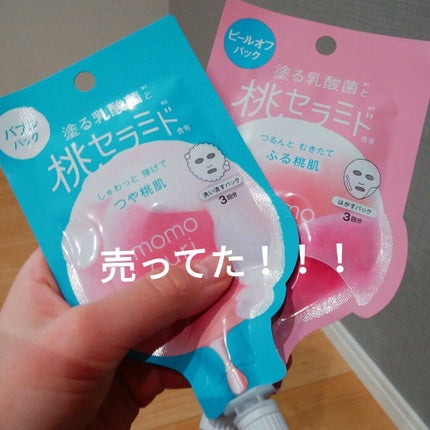 バブル
パック
塗る乳酸菌と
桃セラミド
含有
しゅわっと 弾けて
つや桃肌
洗い流すパック
3回分
momo
ピールオフ
パック
塗る乳酸菌と
桃セラミド
含有
つるんと むきたて
ぷる桃肌
はがすパック
3回分
momo
売ってた！！！